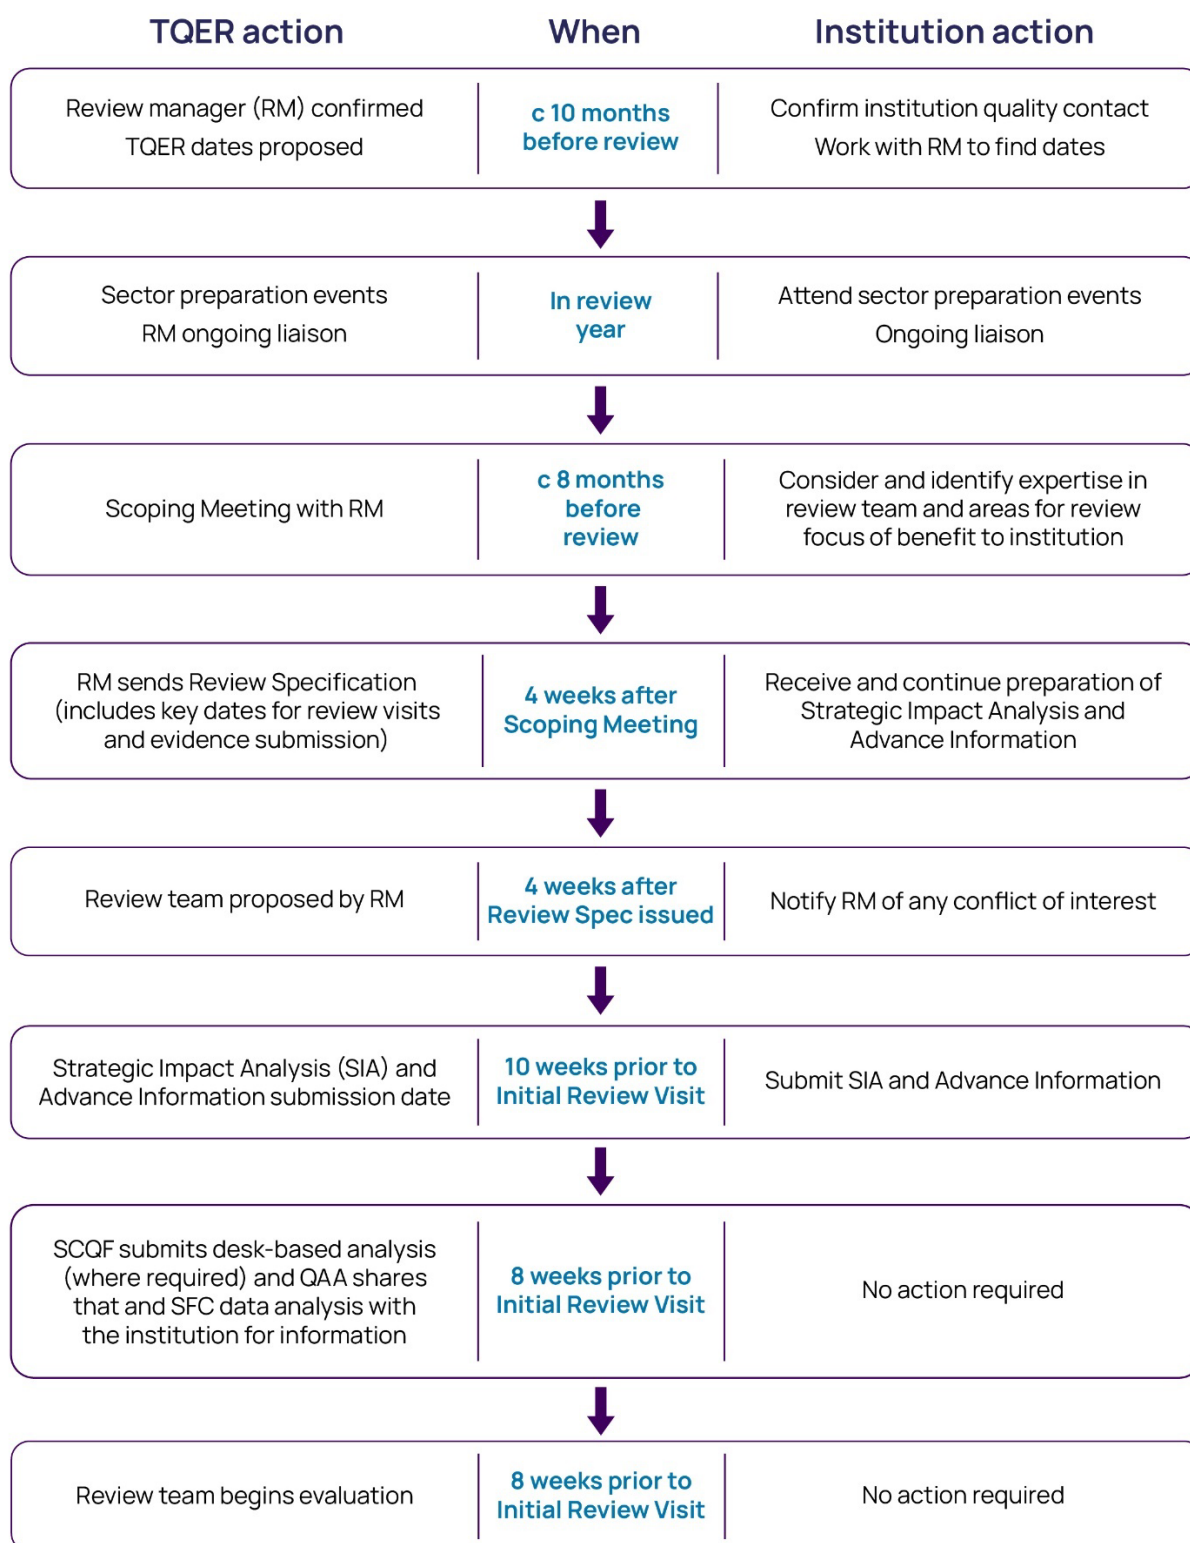 TQER action
When
Institution action
Review manager (RM) confirmed
TQER dates proposed
c 10 months
before review
Confirm institution quality contact
Work with RM to find dates
Sector preparation events
RM ongoing liaison
In review
year
Attend sector preparation events
Ongoing liaison
Scoping Meeting with RM
c 8 months
before
review
Consider and identify expertise in
review team and areas for review
focus of benefit to institution
RM sends Review Specification
(includes key dates for review visits
and evidence submission)
4 weeks after
Scoping Meeting
Receive and continue preparation of
Strategic Impact Analysis and
Advance Information
Review team proposed by RM
4 weeks after
Review Spec issued
Notify RM of any conflict of interest
Strategic Impact Analysis (SIA) and
Advance Information submission date
10 weeks prior to
Initial Review Visit
Submit SIA and Advance Information
SCQF submits desk-based analysis
(where required) and QAA shares
that and SFC data analysis with
the institution for information
8 weeks prior to
Initial Review Visit
No action required
Review team begins evaluation
8 weeks prior to
Initial Review Visit
No action required